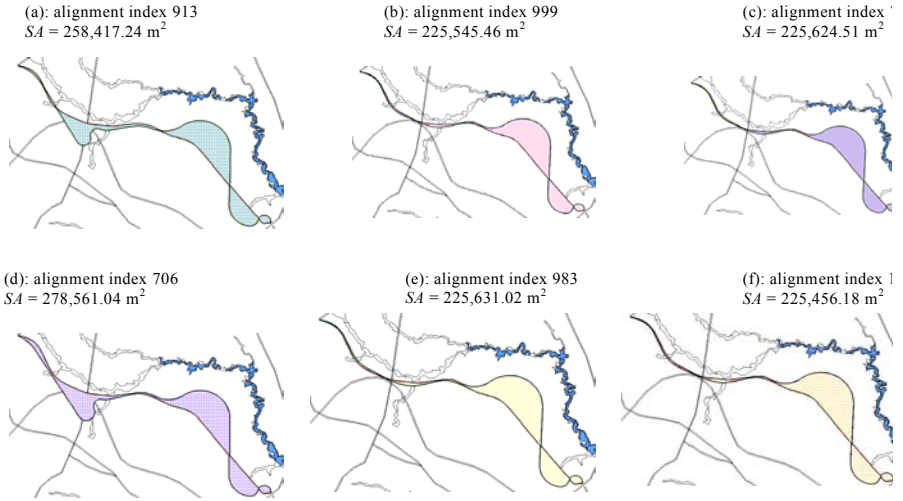 (a): alignment index 913
SA = 258,417.24 m²
(b): alignment index 999
SA = 225,545.46 m²
(c): alignment index
SA = 225,624.51 m²
(d): alignment index 706
SA = 278,561.04 m²
(e): alignment index 983
SA = 225,631.02 m²
(f): alignment index
SA = 225,456.18 m²